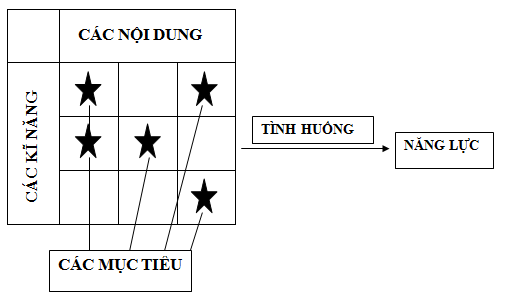 CÁC NỘI DUNG
CÁC KĨ NĂNG
TÌNH HUỐNG
NĂNG LỰC
CÁC MỤC TIÊU